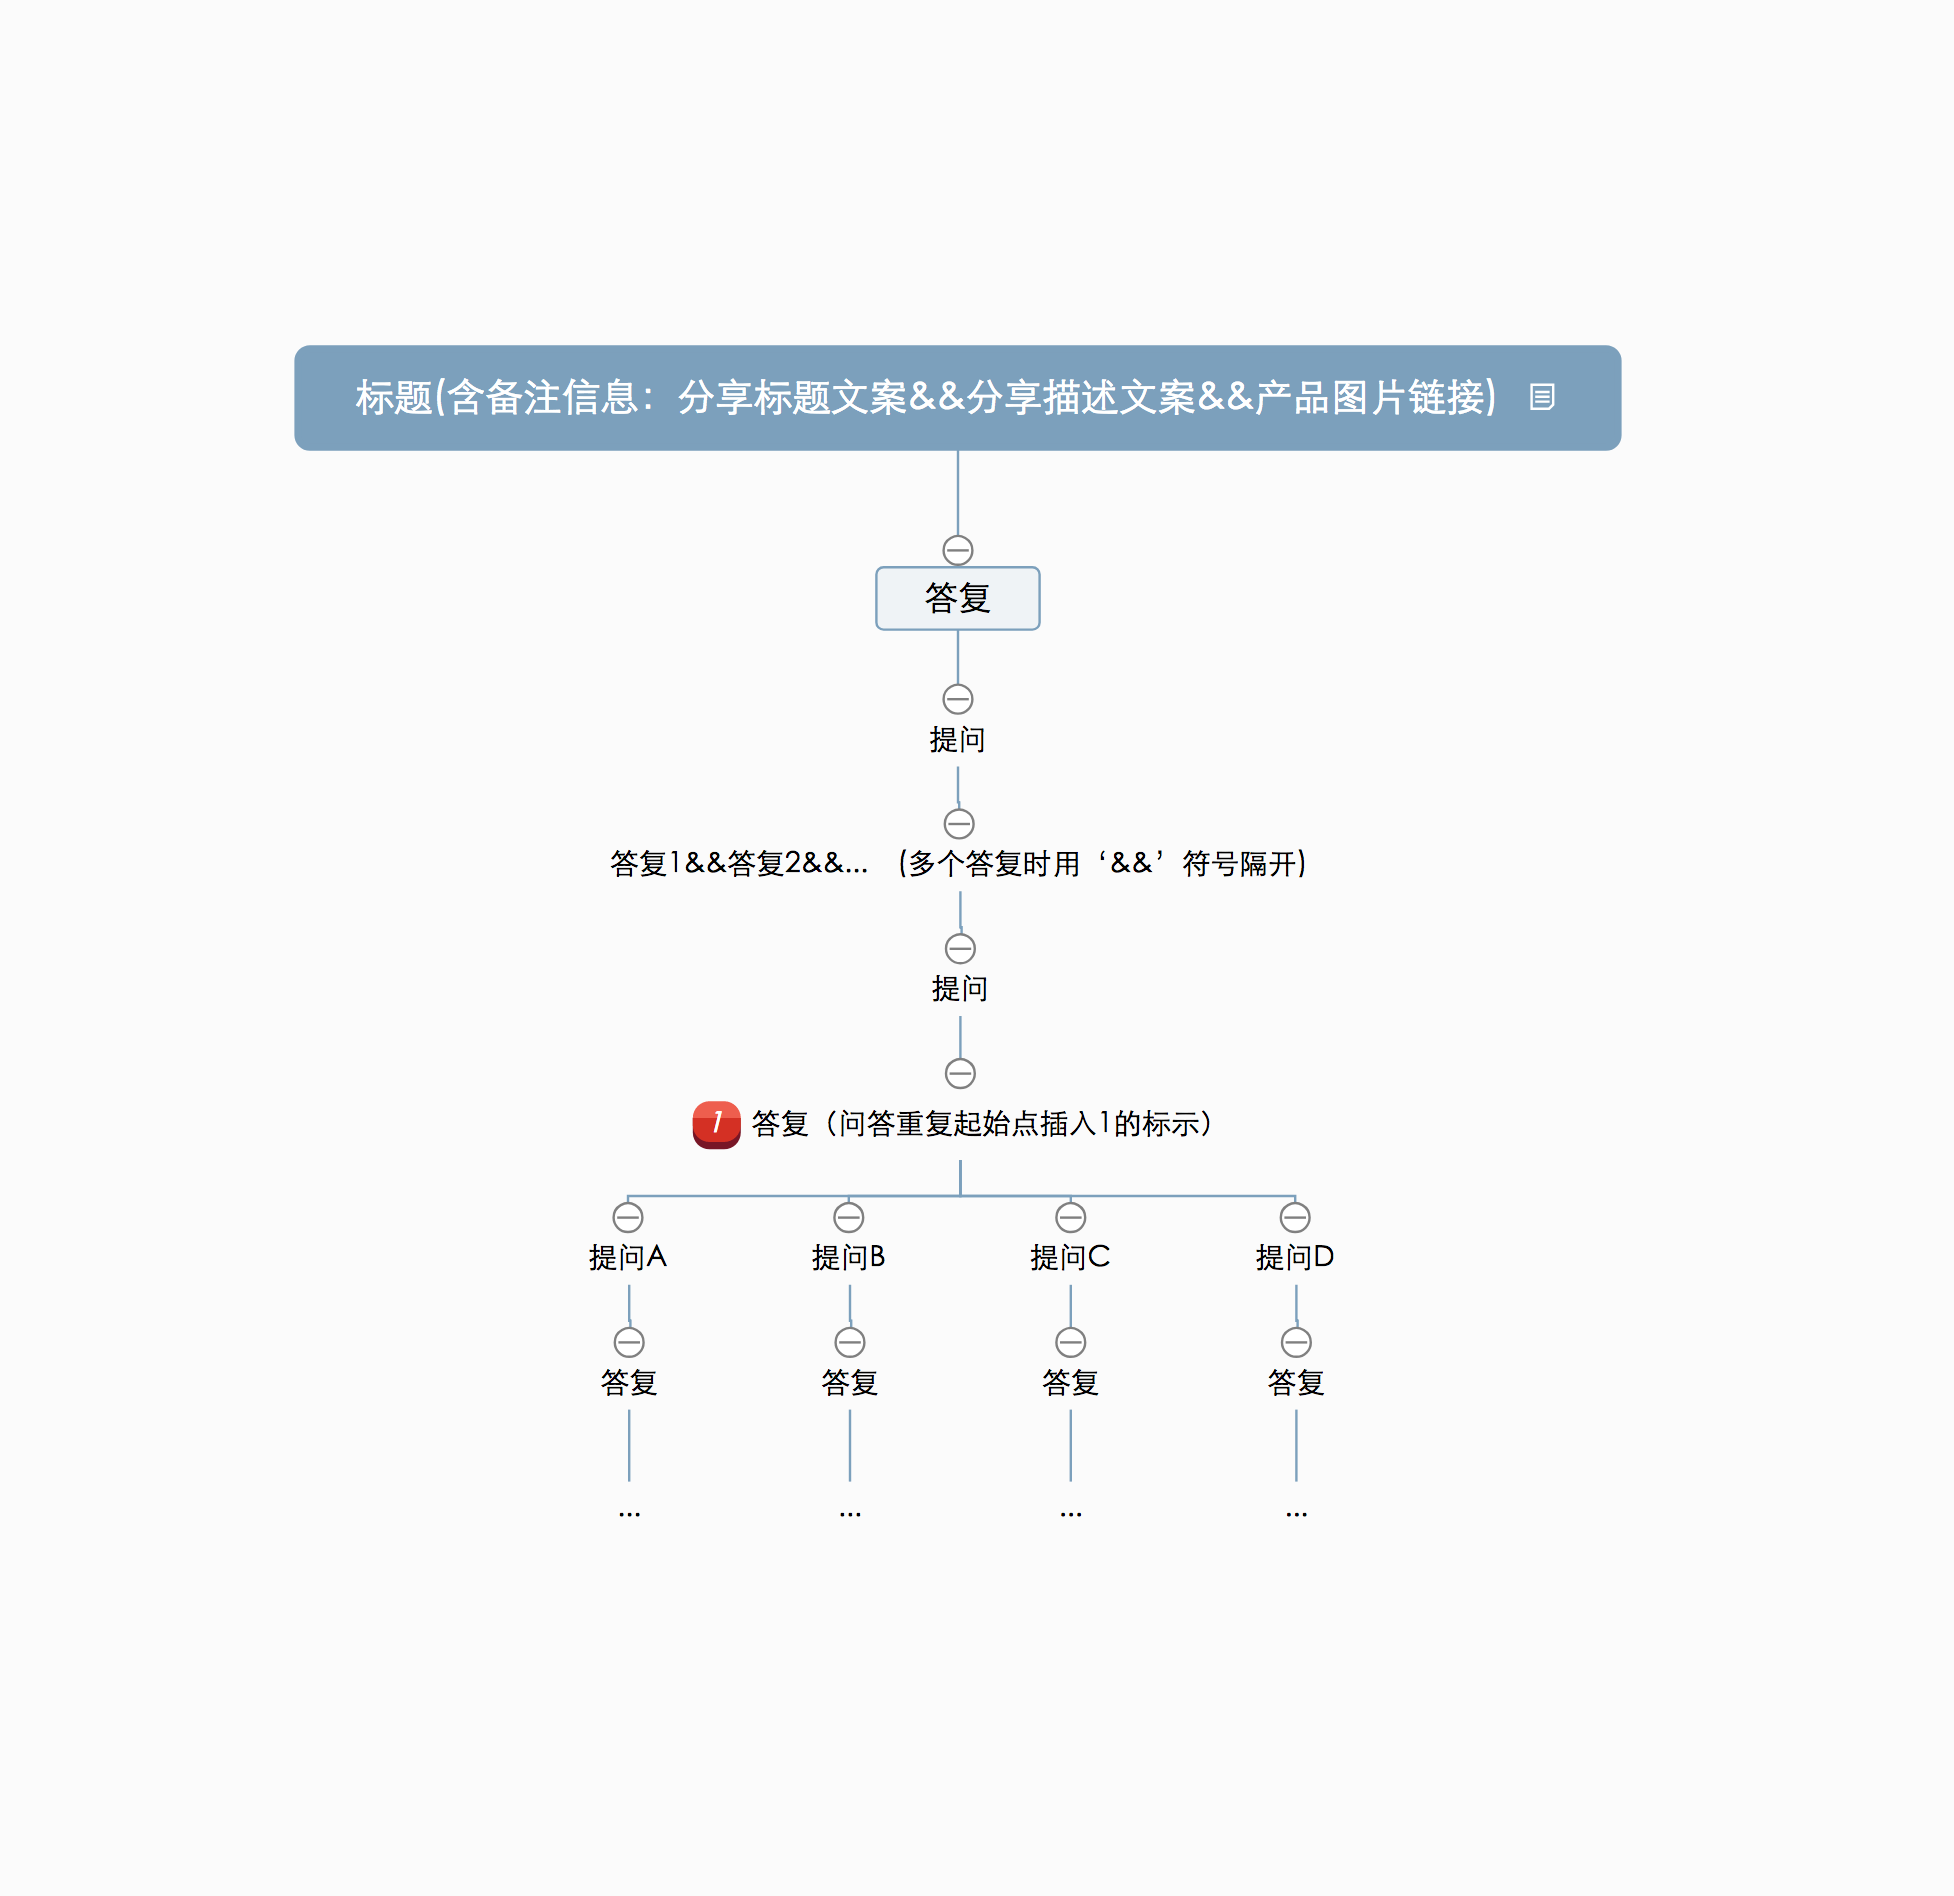 标题(含备注信息：分享标题文案&&分享描述文案&&产品图片链接)
答复
提问
答复1&&答复2&&... (多个答复时用‘&&’符号隔开)
提问
1 答复（问答重复起始点插入1的标示）
提问A 提问B 提问C 提问D
答复 答复 答复 答复
... ... ... ...